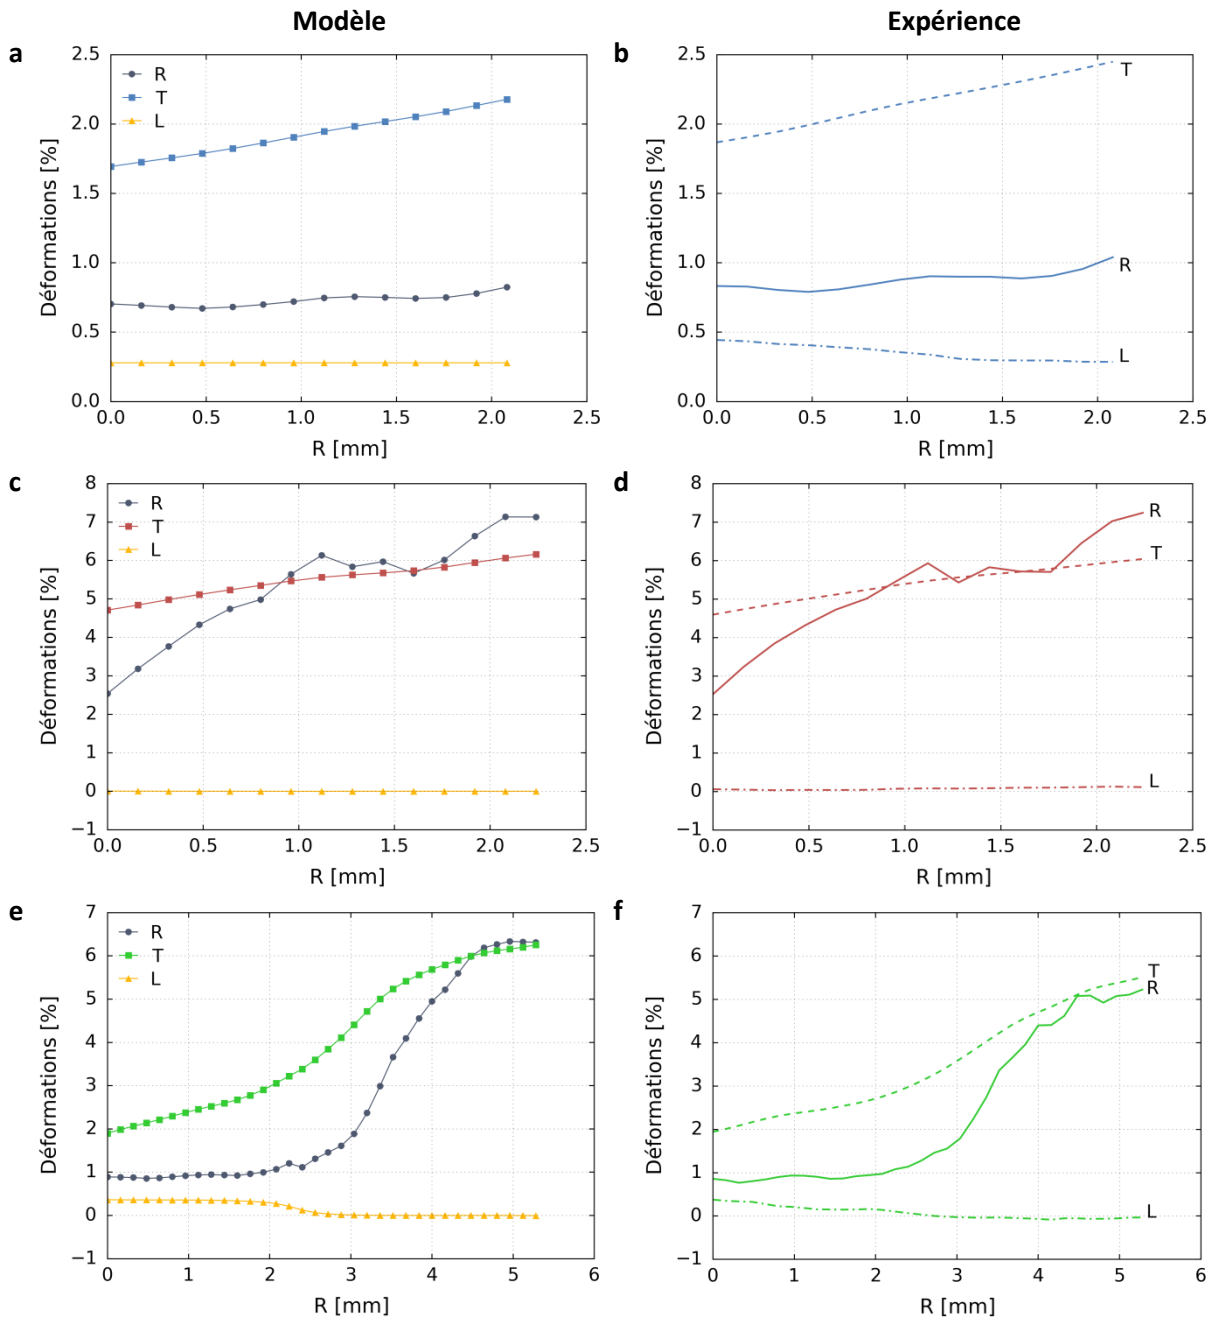 Modèle
Expérience
a
2.5
2.0
1.5
1.0
0.5
0.0
Déformations [%]
R
T
L
0.0 0.5 1.0 1.5 2.0 2.5
R [mm]
b
2.5
2.0
1.5
1.0
0.5
0.0
Déformations [%]
T
R
L
0.0 0.5 1.0 1.5 2.0 2.5
R [mm]
c
8
7
6
5
4
3
2
1
0
−1
Déformations [%]
R
T
L
0.0 0.5 1.0 1.5 2.0 2.5
R [mm]
d
8
7
6
5
4
3
2
1
0
−1
Déformations [%]
R
T
L
0.0 0.5 1.0 1.5 2.0 2.5
R [mm]
e
7
6
5
4
3
2
1
0
−1
Déformations [%]
R
T
L
0 1 2 3 4 5 6
R [mm]
f
7
6
5
4
3
2
1
0
−1
Déformations [%]
T
R
L
0 1 2 3 4 5 6
R [mm]